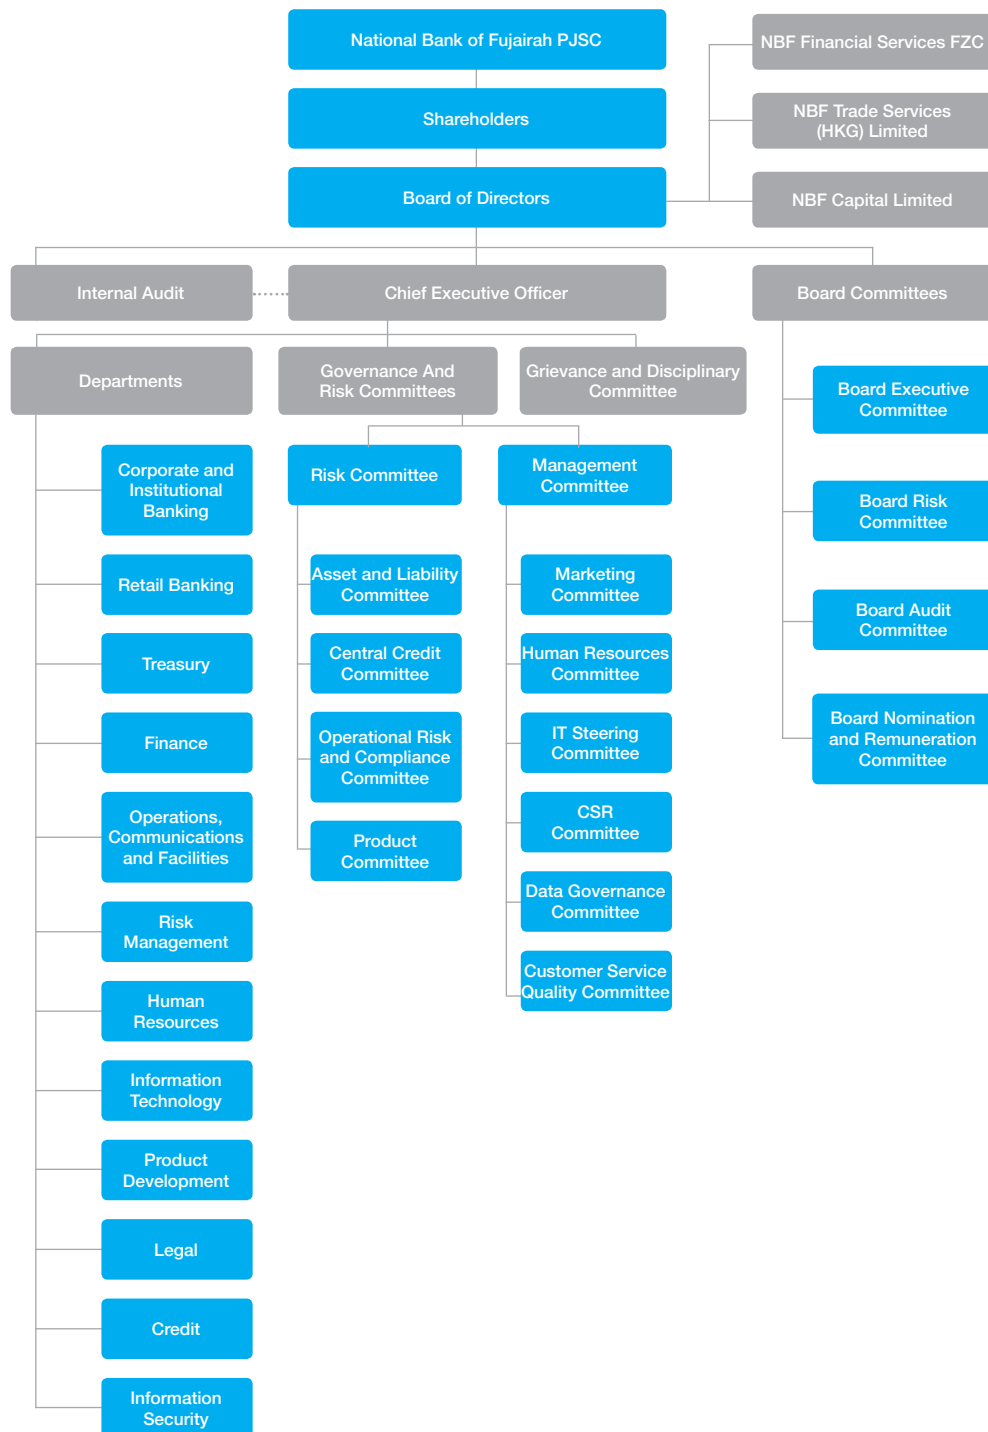 National Bank of Fujairah PJSC
NBF Financial Services FZC
Shareholders
NBF Trade Services
(HKG) Limited
Board of Directors
NBF Capital Limited
Internal Audit
Chief Executive Officer
Board Committees
Departments
Governance And
Risk Committees
Grievance and Disciplinary
Committee
Corporate and
Institutional
Banking
Retail Banking
Treasury
Finance
Operations,
Communications
and Facilities
Risk
Management
Human
Resources
Information
Technology
Product
Development
Legal
Credit
Information
Security
Risk Committee
Asset and Liability
Committee
Central Credit
Committee
Operational Risk
and Compliance
Committee
Product
Committee
Management
Committee
Marketing
Committee
Human Resources
Committee
IT Steering
Committee
CSR
Committee
Data Governance
Committee
Customer Service
Quality Committee
Board Executive
Committee
Board Risk
Committee
Board Audit
Committee
Board Nomination
and Remuneration
Committee